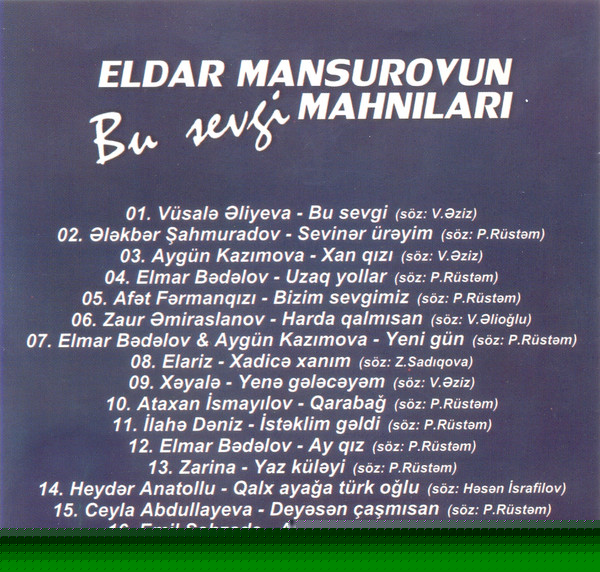 ELDAR MANSUROVUN
Bu sevgi MAHNILARI
01. Vüsalə Əliyeva - Bu sevgi (söz: V.Əziz)
02. Ələkbər Şahmuradov - Sevinər ürəyim (söz: P.Rüstəm)
03. Aygün Kazımova - Xan qızı (söz: V.Əziz)
04. Elmar Bədəlov - Uzaq yollar (söz: P.Rüstəm)
05. Afət Fərmanqızı - Bizim sevgimiz (söz: P.Rüstəm)
06. Zaur Əmiraslanov - Harda qalmısan (söz: V.Əlioğlu)
07. Elmar Bədəlov & Aygün Kazımova - Yeni gün (söz: P.Rüstəm)
08. Elariz - Xadicə xanım (söz: Z.Sadıqova)
09. Xəyalə - Yenə gələcəyəm (söz: V.Əziz)
10. Ataxan İsmayılov - Qarabağ (söz: P.Rüstəm)
11. İlahə Dəniz - İstəklim gəldi (söz: P.Rüstəm)
12. Elmar Bədəlov - Ay qız (söz: P.Rüstəm)
13. Zarina - Yaz küləyi (söz: P.Rüstəm)
14. Heydər Anatollu - Qalx ayağa türk oğlu (söz: Həsən İsrafilov)
15. Ceyla Abdullayeva - Deyəsən çaşmısan (söz: P.Rüstəm)
16. Emil